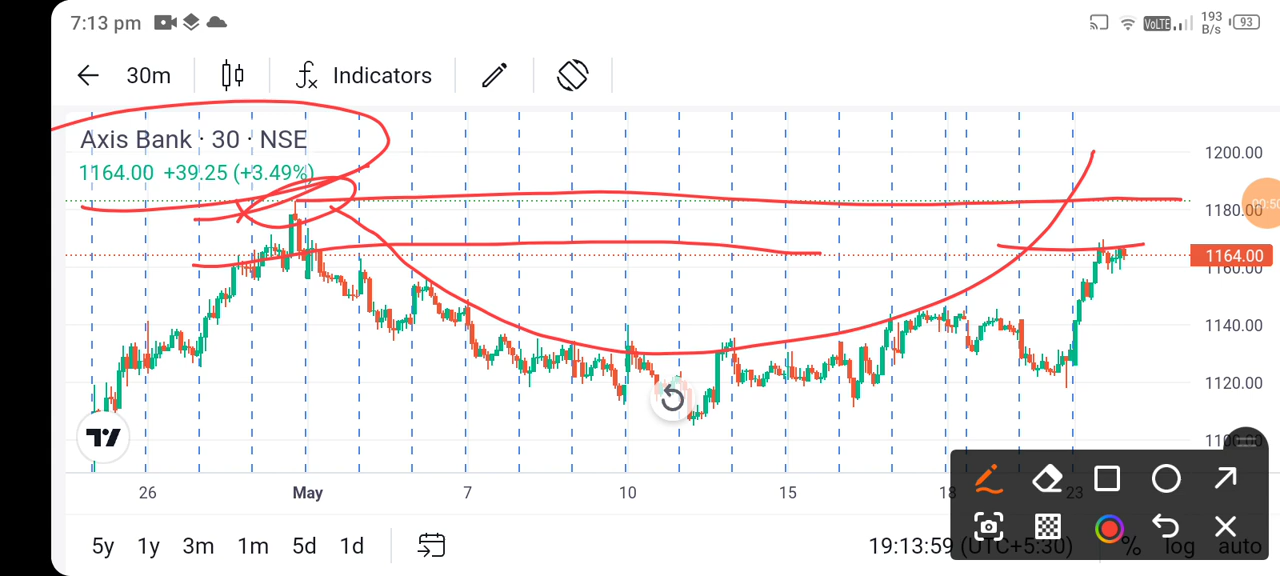 7:13 pm
VoLTE 193 B/s 93
30m Indicators
Axis Bank · 30 · NSE
1164.00 +39.25 (+3.49%)
1200.00
1180.00
1164.00
1160.00
1140.00
1120.00
26 May 7 10 15 18 23
5y 1y 3m 1m 5d 1d 19:13:59 (UTC+5:30) % log auto